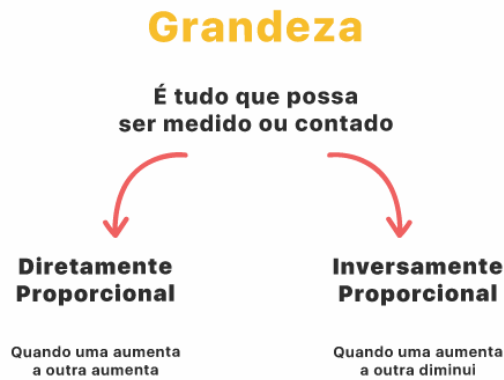 Grandeza
É tudo que possa
ser medido ou contado
Diretamente
Proporcional
Quando uma aumenta
a outra aumenta
Inversamente
Proporcional
Quando uma aumenta
a outra diminui